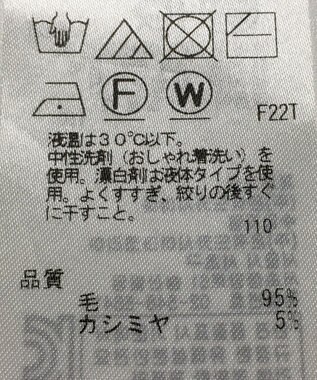 F W
F22T
液温は30℃以下。
中性洗剤（おしゃれ着洗い）を
使用。漂白剤は液体タイプを使
用。よくすすぎ、絞りの後すぐ
に干すこと。
110
品質
毛 95%
カシミヤ 5%